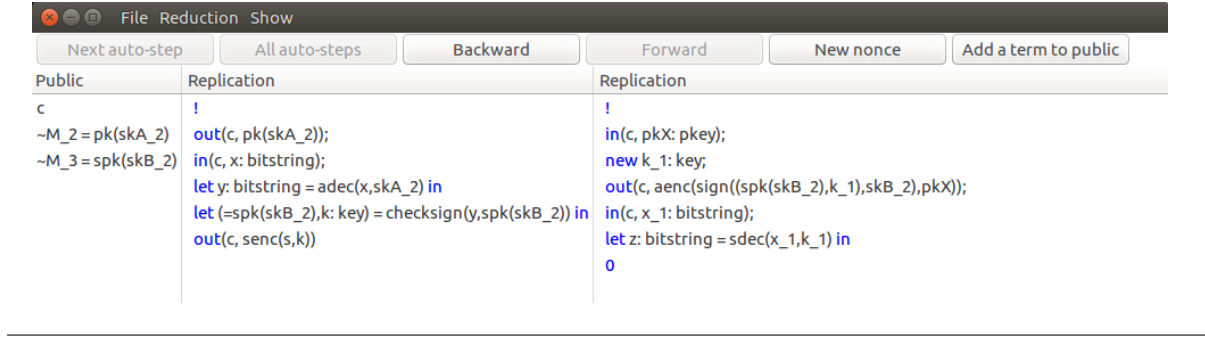 File Reduction Show
Next auto-step All auto-steps Backward Forward New nonce Add a term to public
Public Replication Replication
c ! !
~M_2 = pk(skA_2) out(c, pk(skA_2)); in(c, pkX: pkey);
~M_3 = spk(skB_2) in(c, x: bitstring); new k_1: key;
let y: bitstring = adec(x,skA_2) in out(c, aenc(sign((spk(skB_2),k_1),skB_2),pkX));
let (=spk(skB_2),k: key) = checksign(y,spk(skB_2)) in in(c, x_1: bitstring);
out(c, senc(s,k)) let z: bitstring = sdec(x_1,k_1) in
0